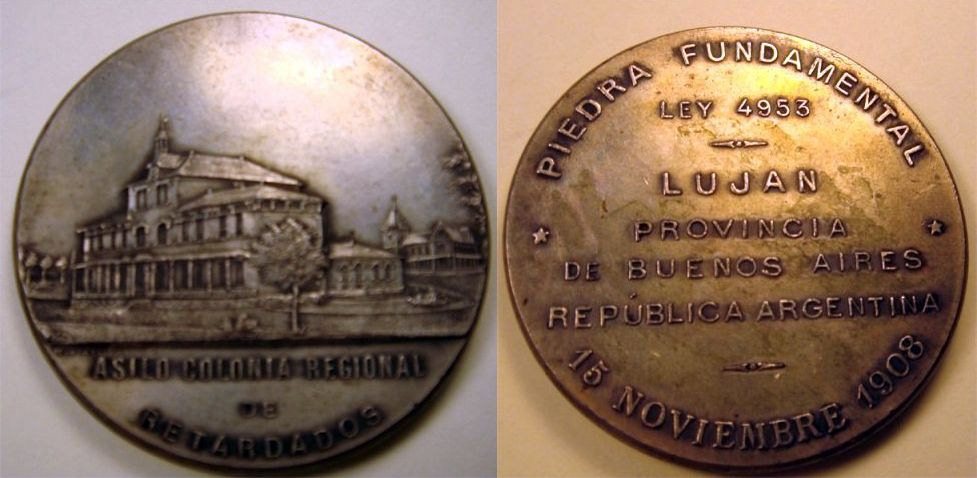 ASILO COLONIA REGIONAL
DE
RETARDADOS
PIEDRA FUNDAMENTAL
LEY 4953
LUJAN
PROVINCIA
DE BUENOS AIRES
REPÚBLICA ARGENTINA
15 NOVIEMBRE 1908